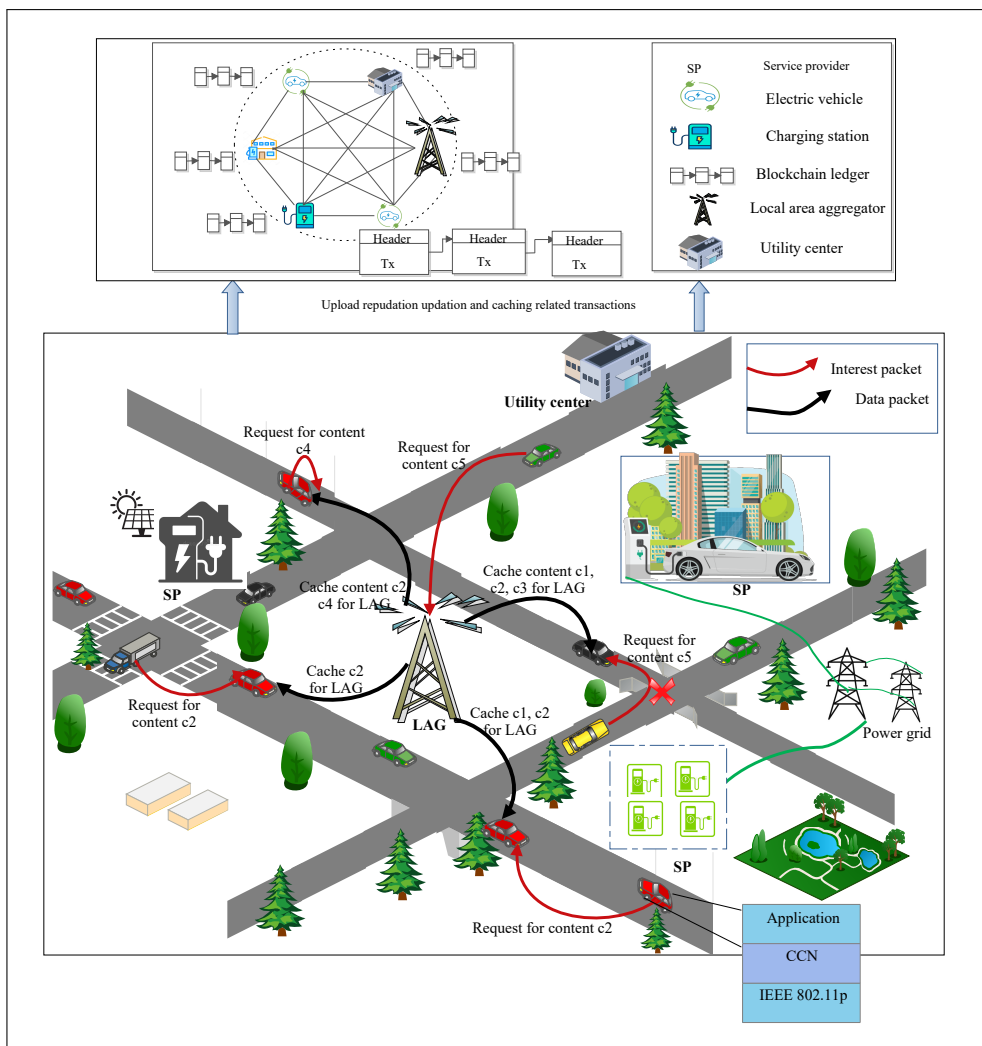 SP
Service provider
Electric vehicle
Charging station
Blockchain ledger
Local area aggregator
Utility center
Header
Tx
Header
Tx
Header
Tx
Upload repudation updation and caching related transactions
Interest packet
Data packet
Utility center
Request for content
c4
Request for
content c5
SP
Cache content c2,
c4 for LAG
Cache content c1,
c2, c3 for LAG
SP
Request for
content c5
Cache c2
for LAG
Request for
content c2
LAG
Cache c1, c2
for LAG
Power grid
SP
Request for content c2
Application
CCN
IEEE 802.11p